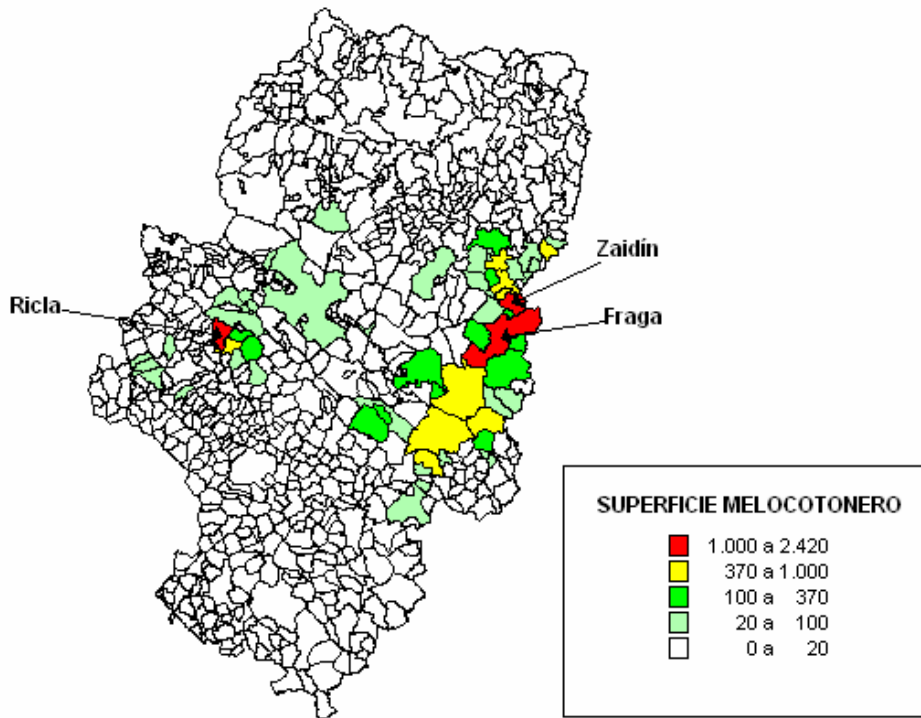 Zaidín
Ricla
Fraga
SUPERFICIE MELOCOTONERO
1.000 a 2.420
370 a 1.000
100 a 370
20 a 100
0 a 20